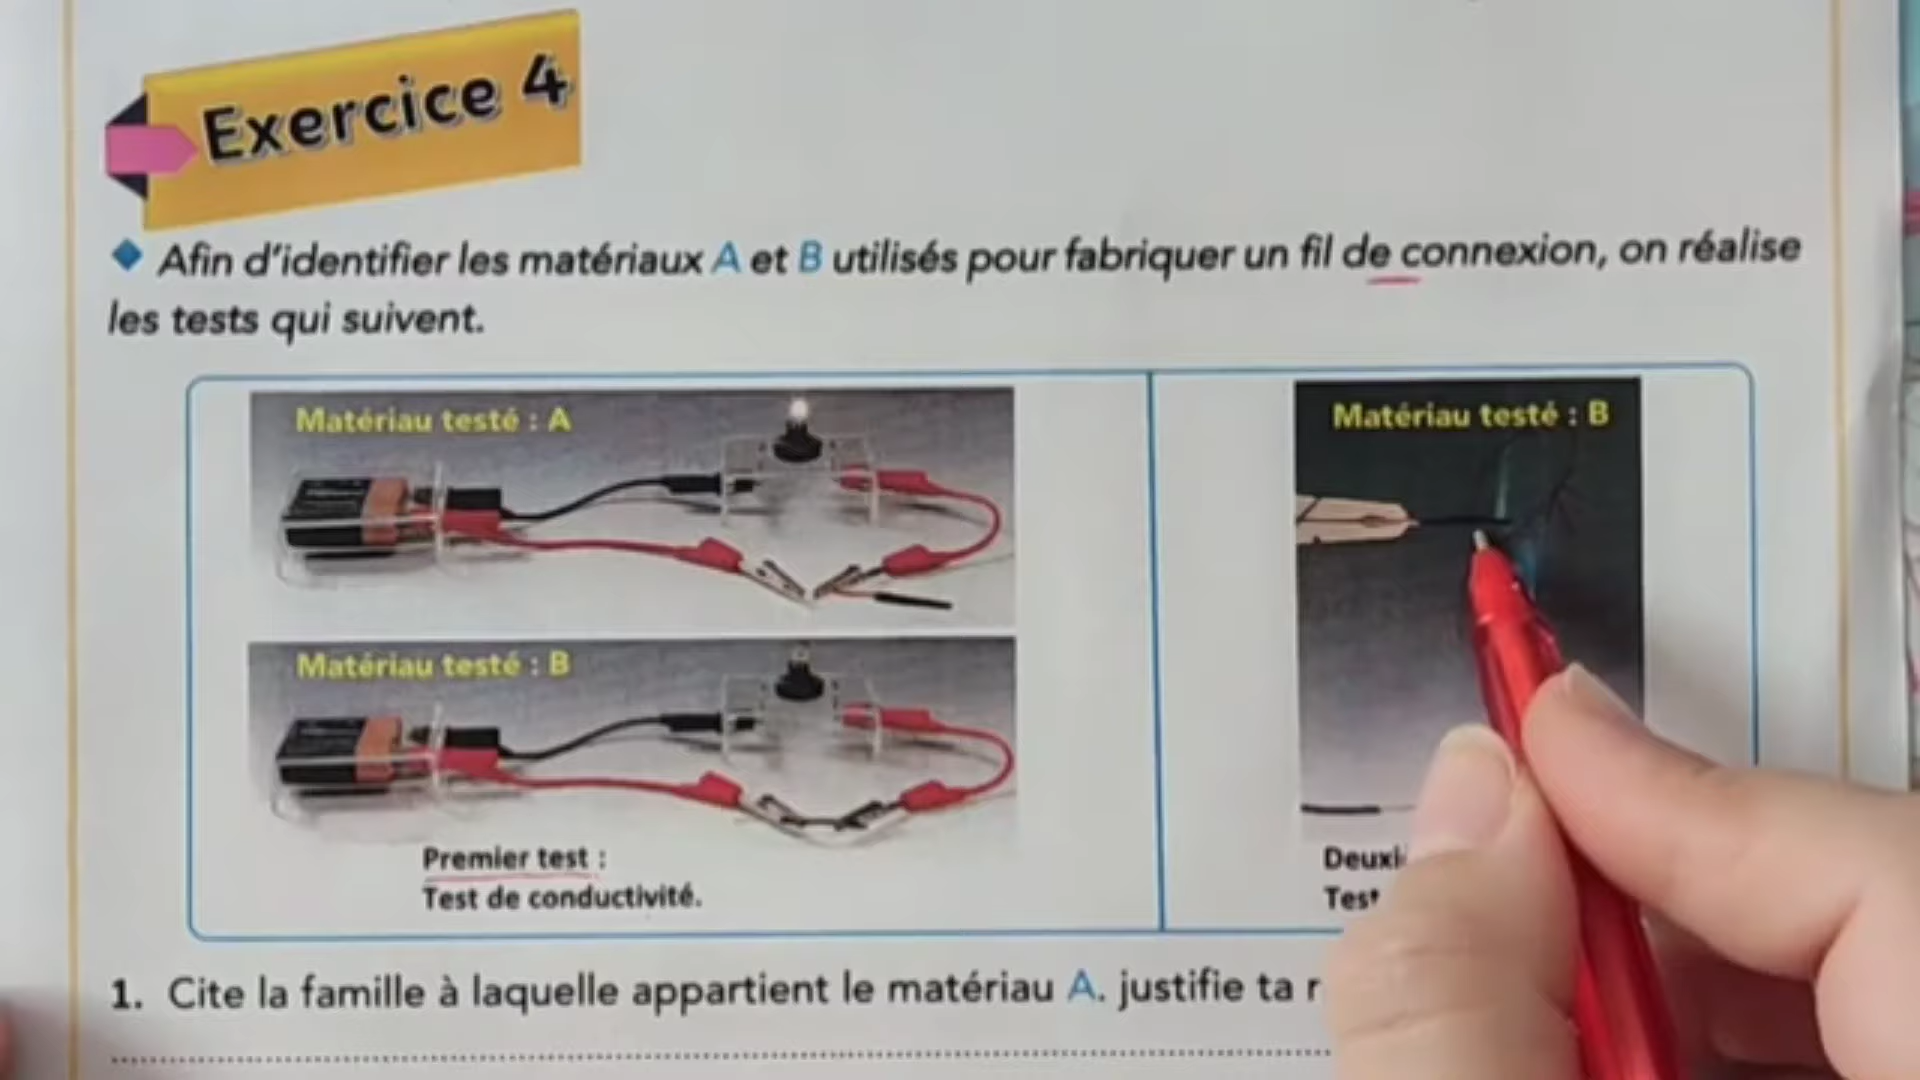 Exercice 4
Afin d'identifier les matériaux A et B utilisés pour fabriquer un fil de connexion, on réalise
les tests qui suivent.
Matériau testé : A
Matériau testé : B
Premier test :
Test de conductivité.
Matériau testé : B
Test
1. Cite la famille à laquelle appartient le matériau A. justifie ta